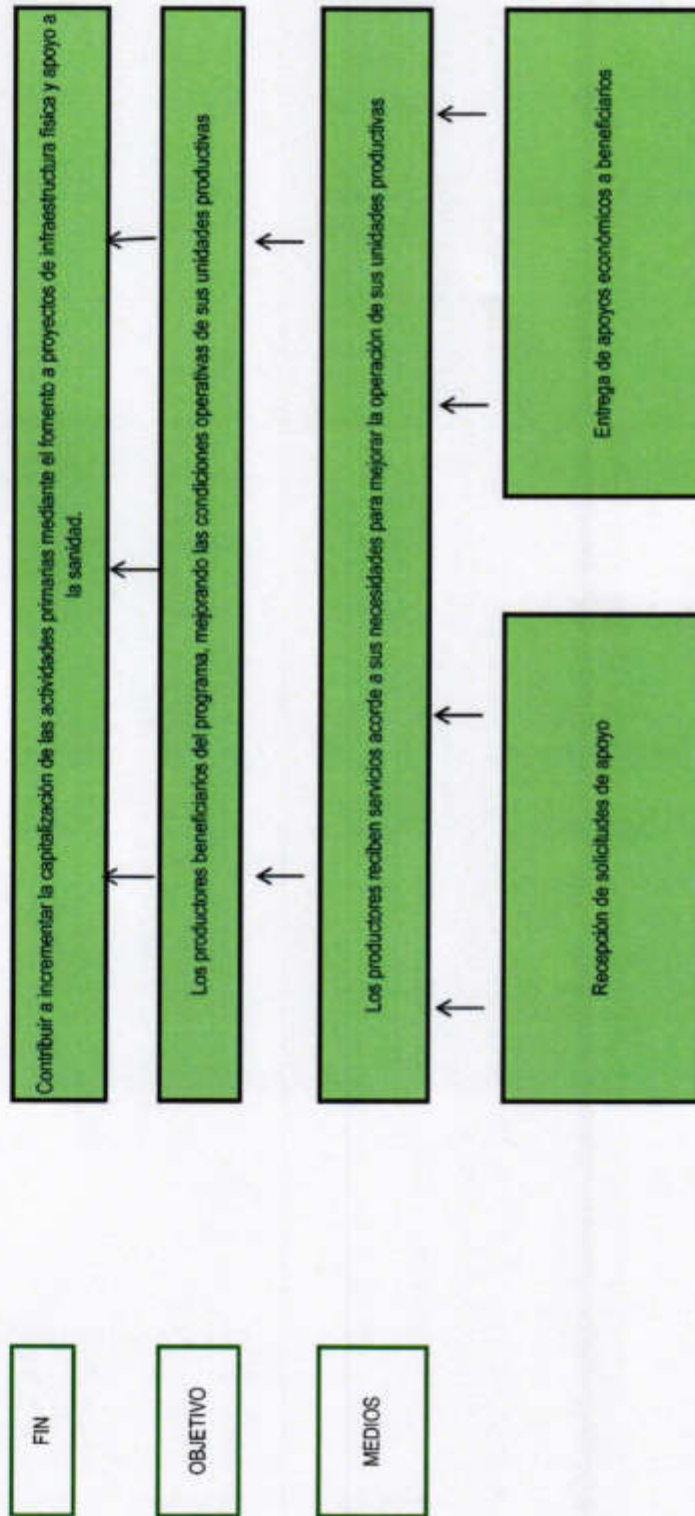 FIN
Contribuir a incrementar la capitalización de las actividades primarias mediante el fomento a proyectos de infraestructura física y apoyo a
la sanidad.
OBJETIVO
Los productores beneficiarios del programa, mejorando las condiciones operativas de sus unidades productivas
MEDIOS
Los productores reciben servicios acorde a sus necesidades para mejorar la operación de sus unidades productivas
Recepción de solicitudes de apoyo
Entrega de apoyos económicos a beneficiarios